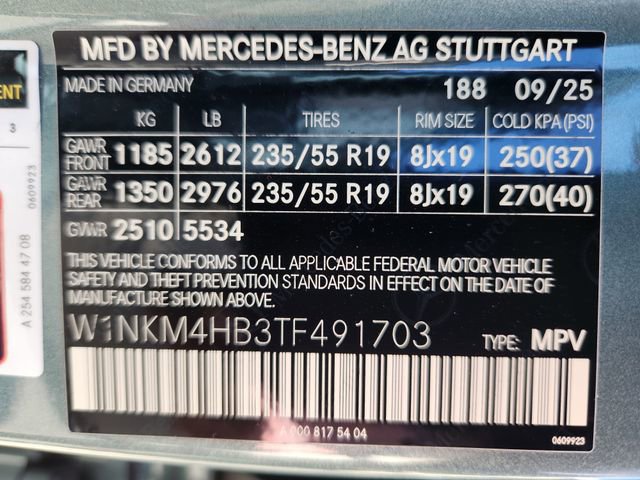 MFD BY MERCEDES-BENZ AG STUTTGART
MADE IN GERMANY 188 09/25
KG LB TIRES RIM SIZE COLD KPA (PSI)
GAWR FRONT 1185 2612 235/55 R19 8Jx19 250(37)
GAWR REAR 1350 2976 235/55 R19 8Jx19 270(40)
GVWR 2510 5534
THIS VEHICLE CONFORMS TO ALL APPLICABLE FEDERAL MOTOR VEHICLE
SAFETY AND THEFT PREVENTION STANDARDS IN EFFECT ON THE DATE OF
MANUFACTURE SHOWN ABOVE.
W1NKM4HB3TF491703 TYPE: MPV
A 000 817 54 04
0609923
3
0609923
A 254 584 47 08